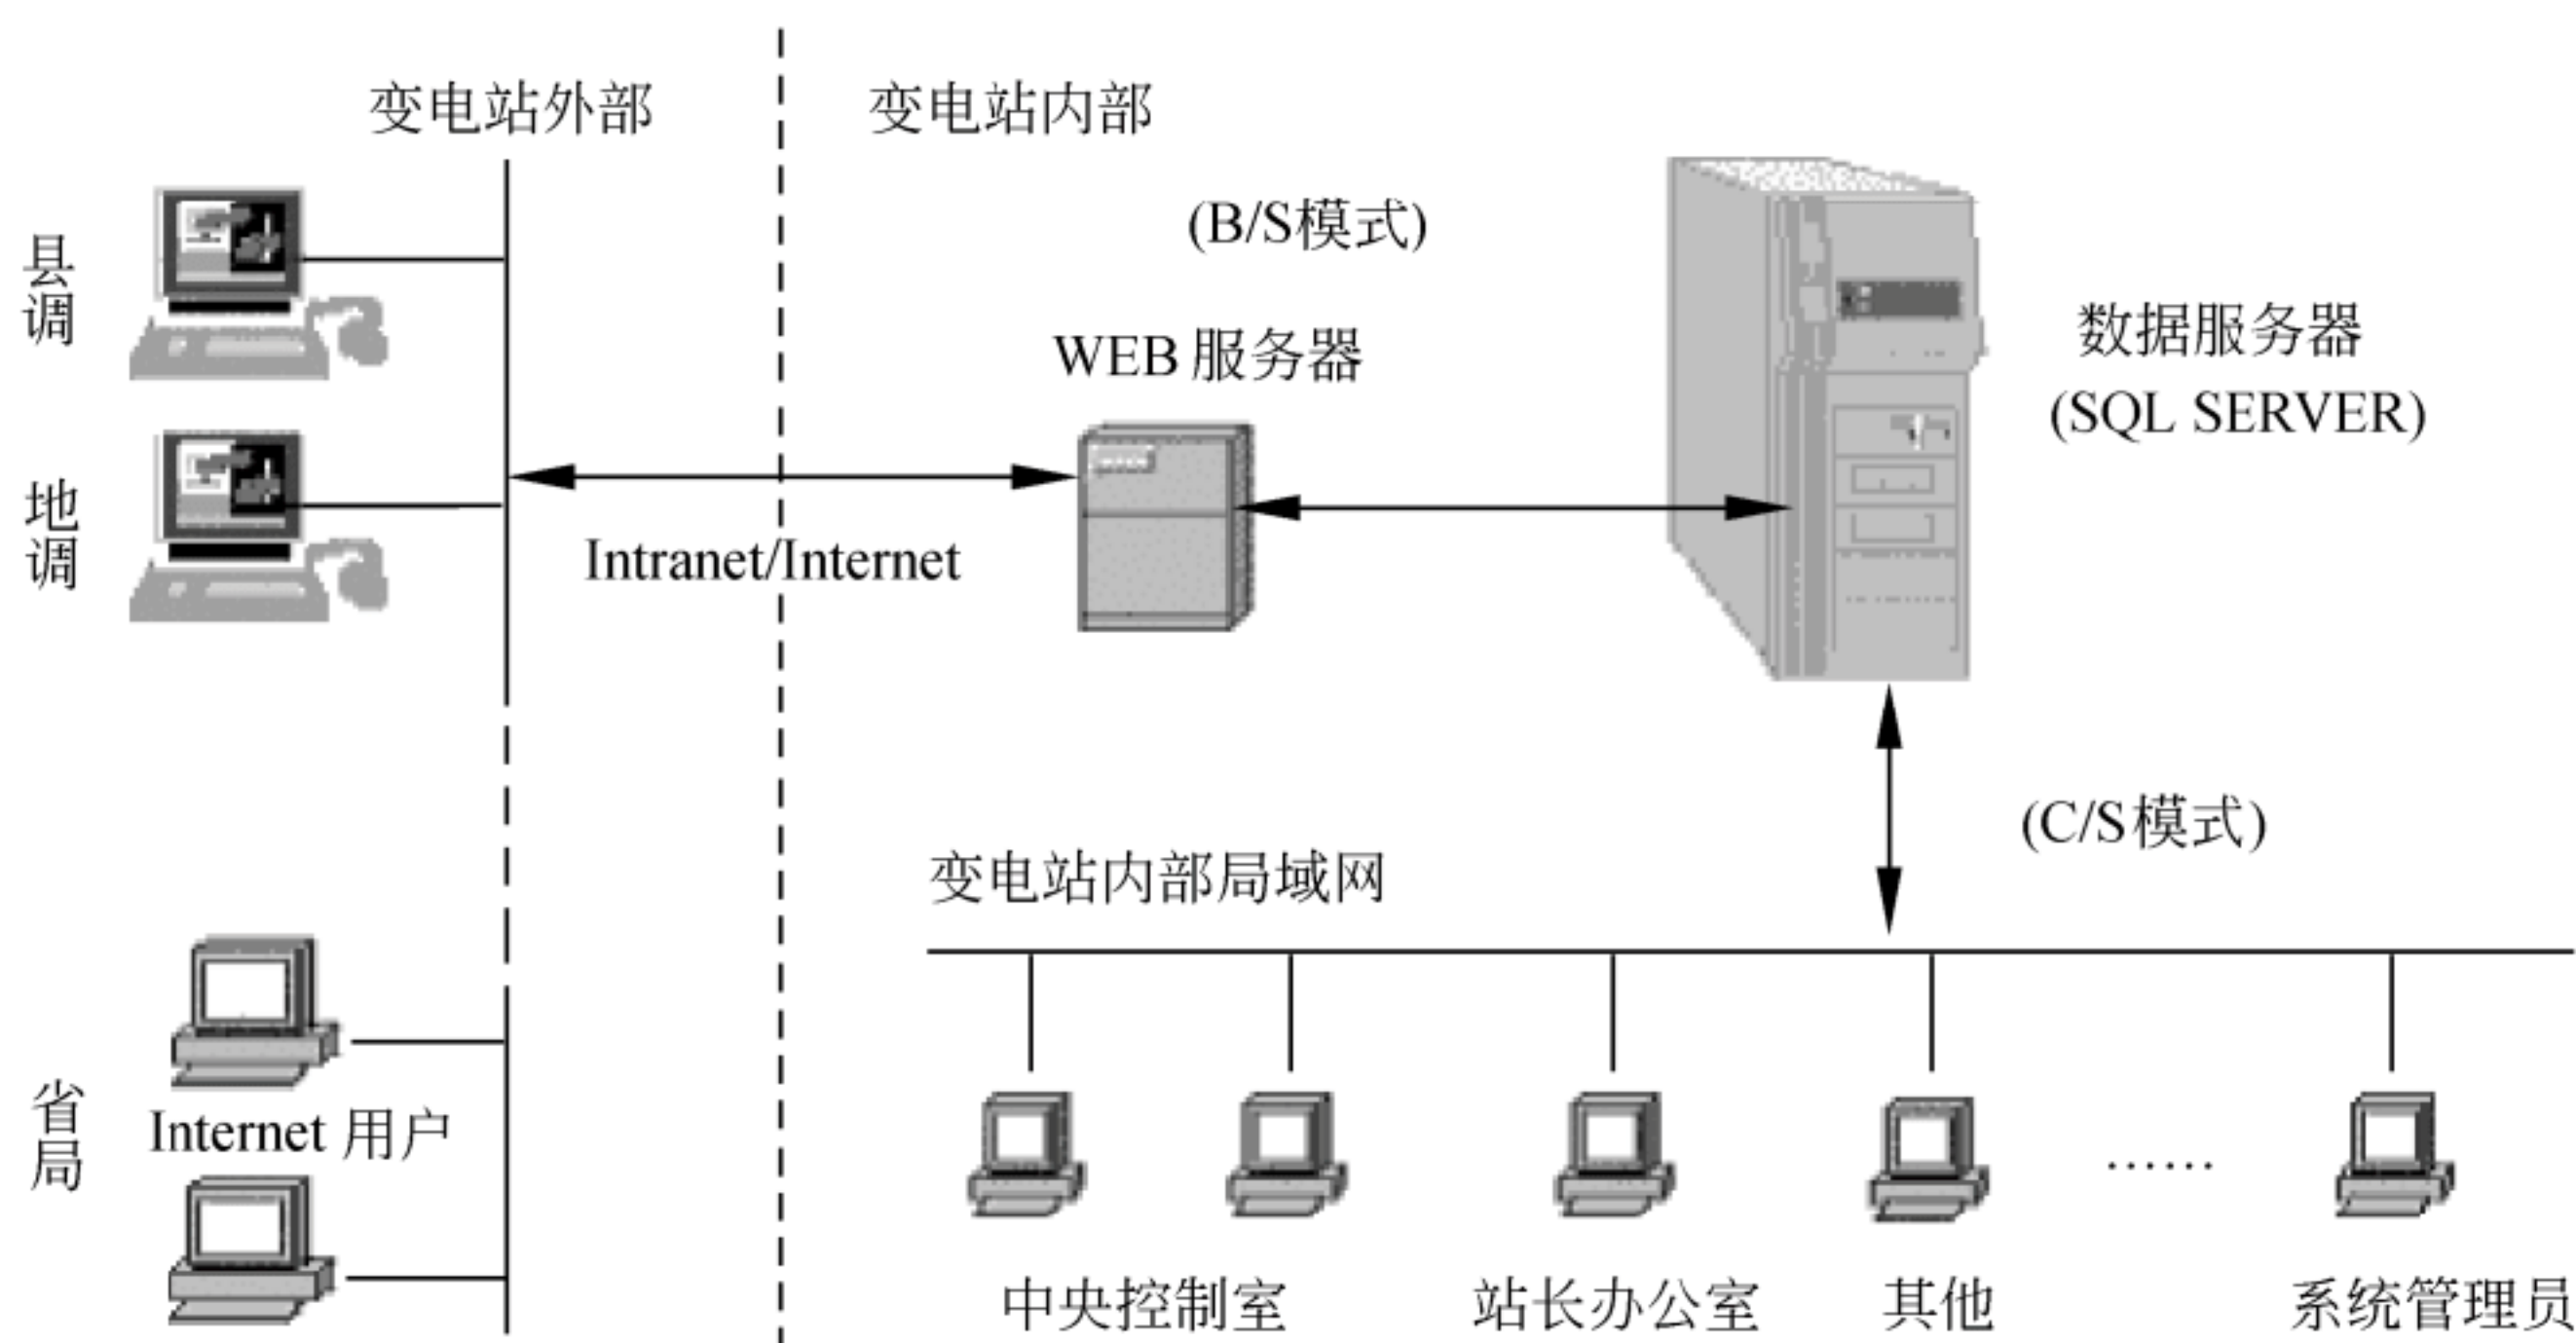 变电站外部
变电站内部
县调
(B/S模式)
WEB 服务器
数据服务器
(SQL SERVER)
地调
Intranet/Internet
(C/S模式)
变电站内部局域网
省局
Internet 用户
……
中央控制室
站长办公室
其他
系统管理员